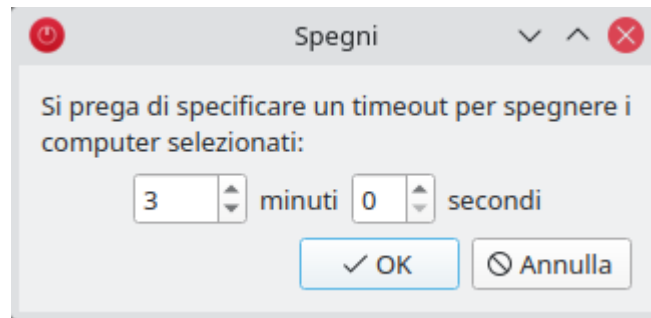 Spegni
Si prega di specificare un timeout per spegnere i
computer selezionati:
3 minuti 0 secondi
OK Annulla